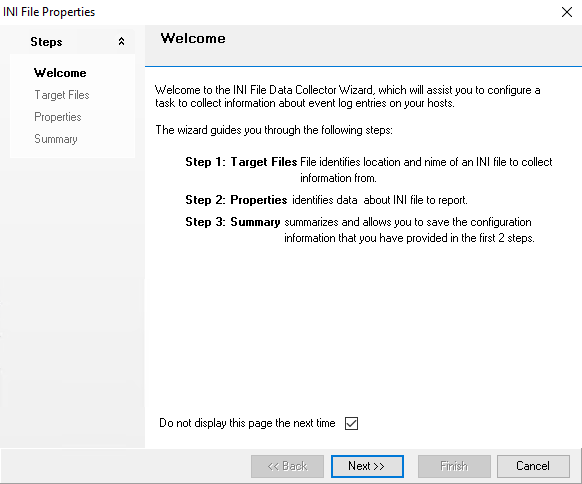 INI File Properties
Steps
Welcome
Target Files
Properties
Summary
Welcome
Welcome to the INI File Data Collector Wizard, which will assist you to configure a
task to collect information about event log entries on your hosts.
The wizard guides you through the following steps:
Step 1: Target Files File identifies location and nime of an INI file to collect
information from.
Step 2: Properties identifies data about INI file to report.
Step 3: Summary summarizes and allows you to save the configuration
information that you have provided in the first 2 steps.
Do not display this page the next time
<< Back
Next >>
Finish
Cancel